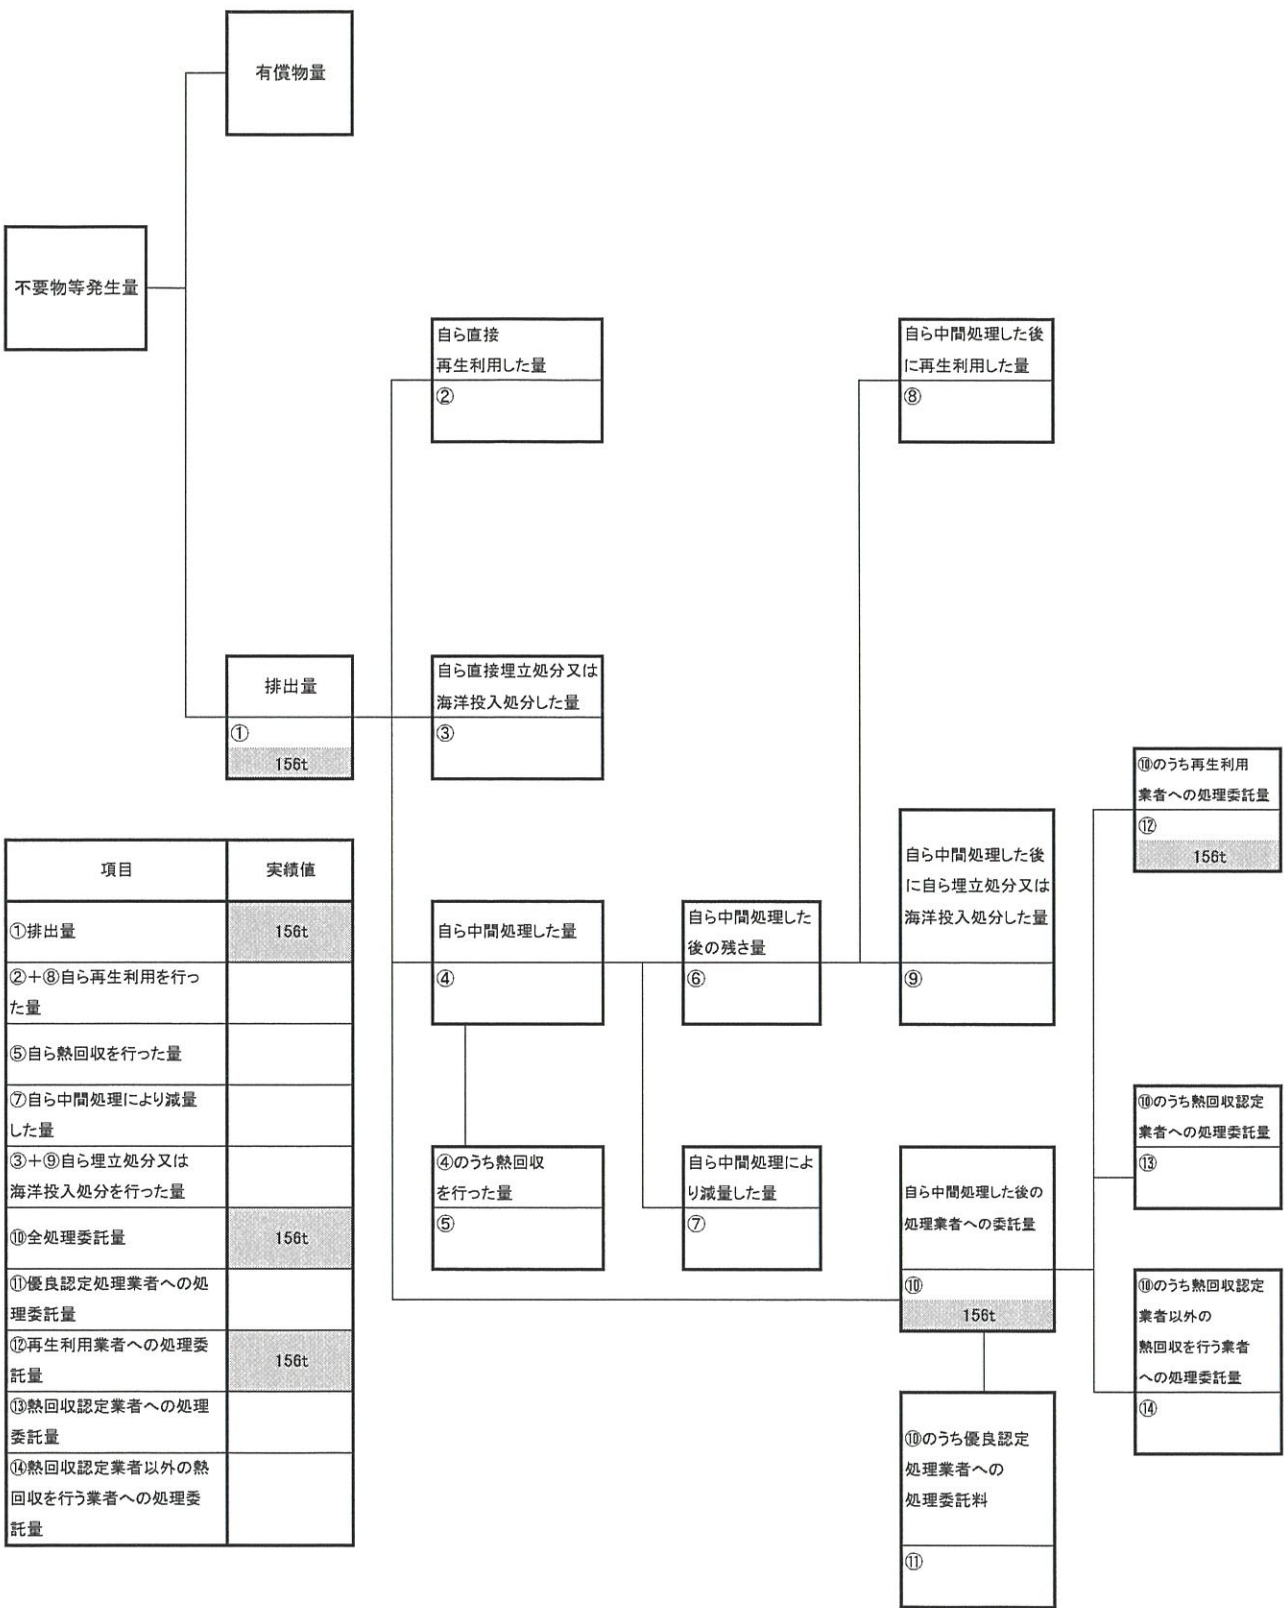 有償物量
不要物等発生量
自ら直接
再生利用した量
②
自ら中間処理した後
に再生利用した量
⑧
排出量
①
156t
自ら直接埋立処分又は
海洋投入処分した量
③
⑩のうち再生利用
業者への処理委託量
⑫
156t
自ら中間処理した量
④
自ら中間処理した
後の残さ量
⑥
自ら中間処理した後
に自ら埋立処分又は
海洋投入処分した量
⑨
④のうち熱回収
を行った量
⑤
自ら中間処理によ
り減量した量
⑦
自ら中間処理した後の
処理業者への委託量
⑩
156t
⑩のうち熱回収認定
業者への処理委託量
⑬
⑩のうち熱回収認定
業者以外の
熱回収を行う業者
への処理委託量
⑭
⑩のうち優良認定
処理業者への
処理委託料
⑪
項目 実績値
①排出量 156t
②+⑧自ら再生利用を行っ
た量
⑤自ら熱回収を行った量
⑦自ら中間処理により減量
した量
③+⑨自ら埋立処分又は
海洋投入処分を行った量
⑩全処理委託量 156t
⑪優良認定処理業者への処
理委託量
⑫再生利用業者への処理委
託量 156t
⑬熱回収認定業者への処理
委託量
⑭熱回収認定業者以外の熱
回収を行う業者への処理委
託量